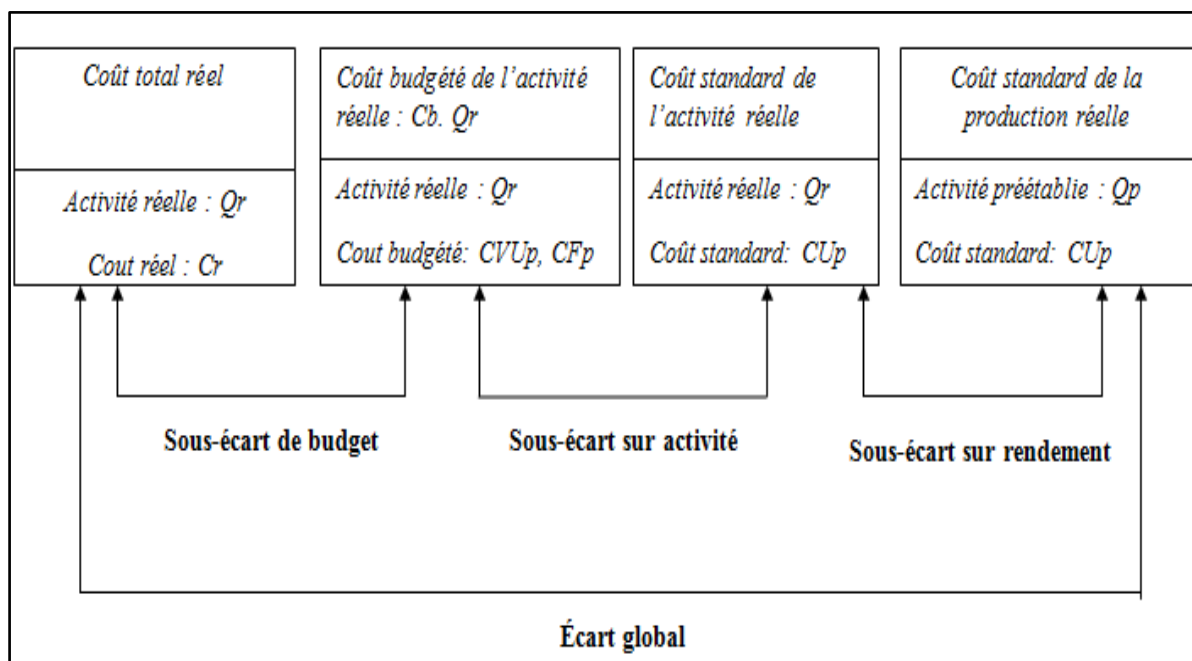 Coût total réel
Activité réelle : Qr
Cout réel : Cr
Coût budgété de l'activité
réelle : Cb. Qr
Activité réelle : Qr
Cout budgété: CVUp, CFp
Coût standard de
l'activité réelle
Activité réelle : Qr
Coût standard: CUp
Coût standard de la
production réelle
Activité préétablie : Qp
Coût standard: CUp
Sous-écart de budget
Sous-écart sur activité
Sous-écart sur rendement
Écart global